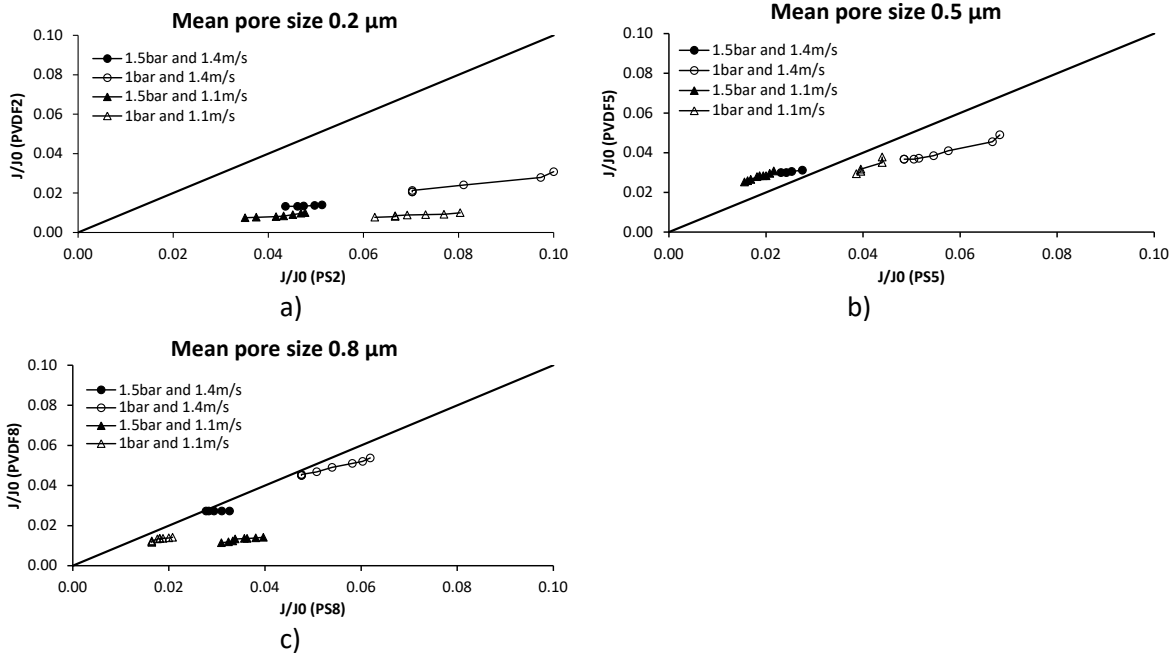 Mean pore size 0.2 µm
0.10
0.08
0.06
0.04
0.02
0.00
J/J0 (PVDF2)
1.5bar and 1.4m/s
1bar and 1.4m/s
1.5bar and 1.1m/s
1bar and 1.1m/s
0.00 0.02 0.04 0.06 0.08 0.10
J/J0 (PS2)
a)
Mean pore size 0.5 µm
0.10
0.08
0.06
0.04
0.02
0.00
J/J0 (PVDF5)
1.5bar and 1.4m/s
1bar and 1.4m/s
1.5bar and 1.1m/s
1bar and 1.1m/s
0.00 0.02 0.04 0.06 0.08 0.10
J/J0 (PS5)
b)
Mean pore size 0.8 µm
0.10
0.08
0.06
0.04
0.02
0.00
J/J0 (PVDF8)
1.5bar and 1.4m/s
1bar and 1.4m/s
1.5bar and 1.1m/s
1bar and 1.1m/s
0.00 0.02 0.04 0.06 0.08 0.10
J/J0 (PS8)
c)